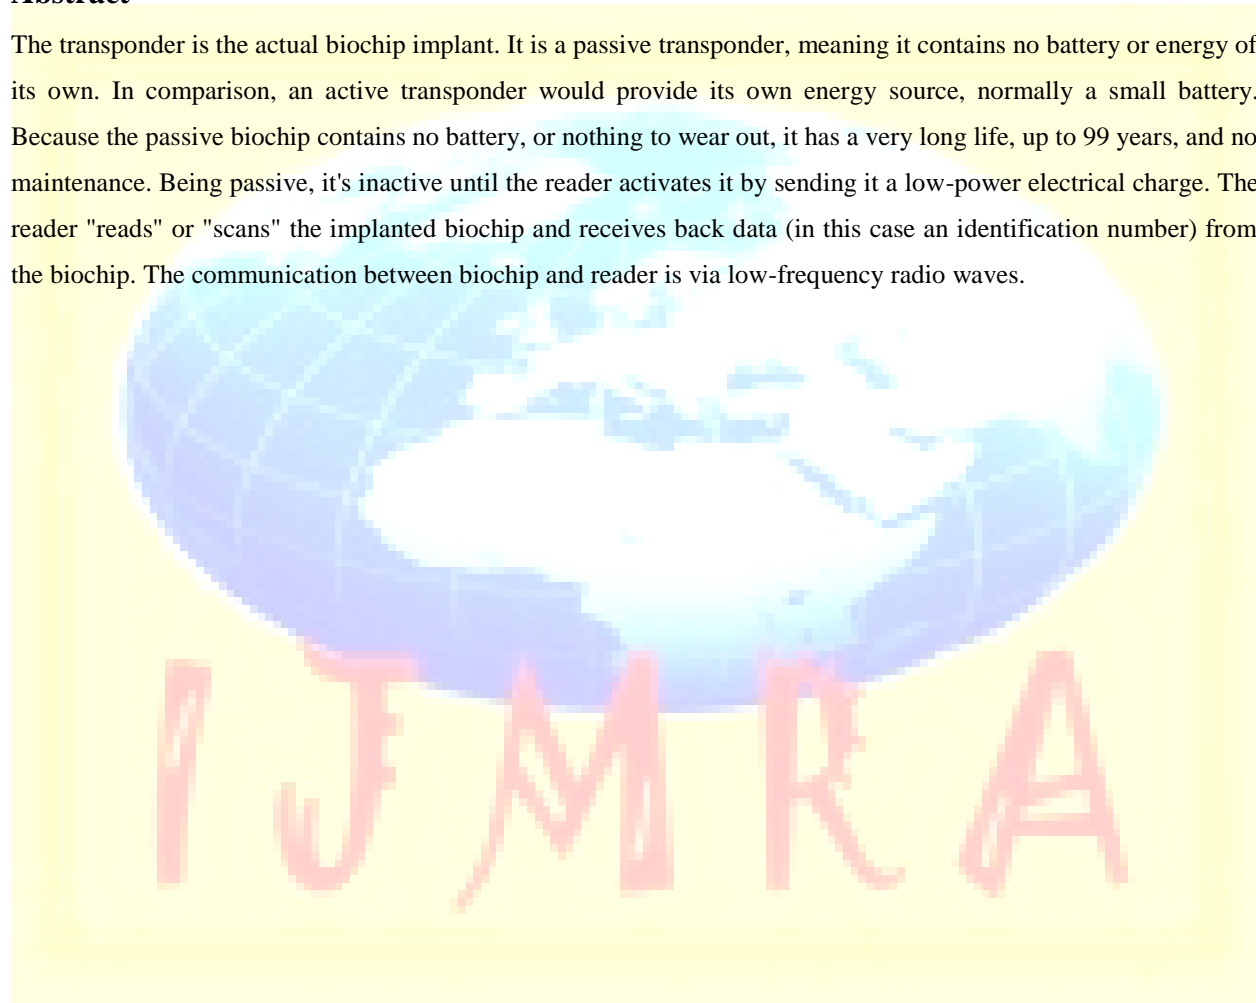 Abstract
The transponder is the actual biochip implant. It is a passive transponder, meaning it contains no battery or energy of
its own. In comparison, an active transponder would provide its own energy source, normally a small battery.
Because the passive biochip contains no battery, or nothing to wear out, it has a very long life, up to 99 years, and no
maintenance. Being passive, it's inactive until the reader activates it by sending it a low-power electrical charge. The
reader "reads" or "scans" the implanted biochip and receives back data (in this case an identification number) from
the biochip. The communication between biochip and reader is via low-frequency radio waves.
IJMRA